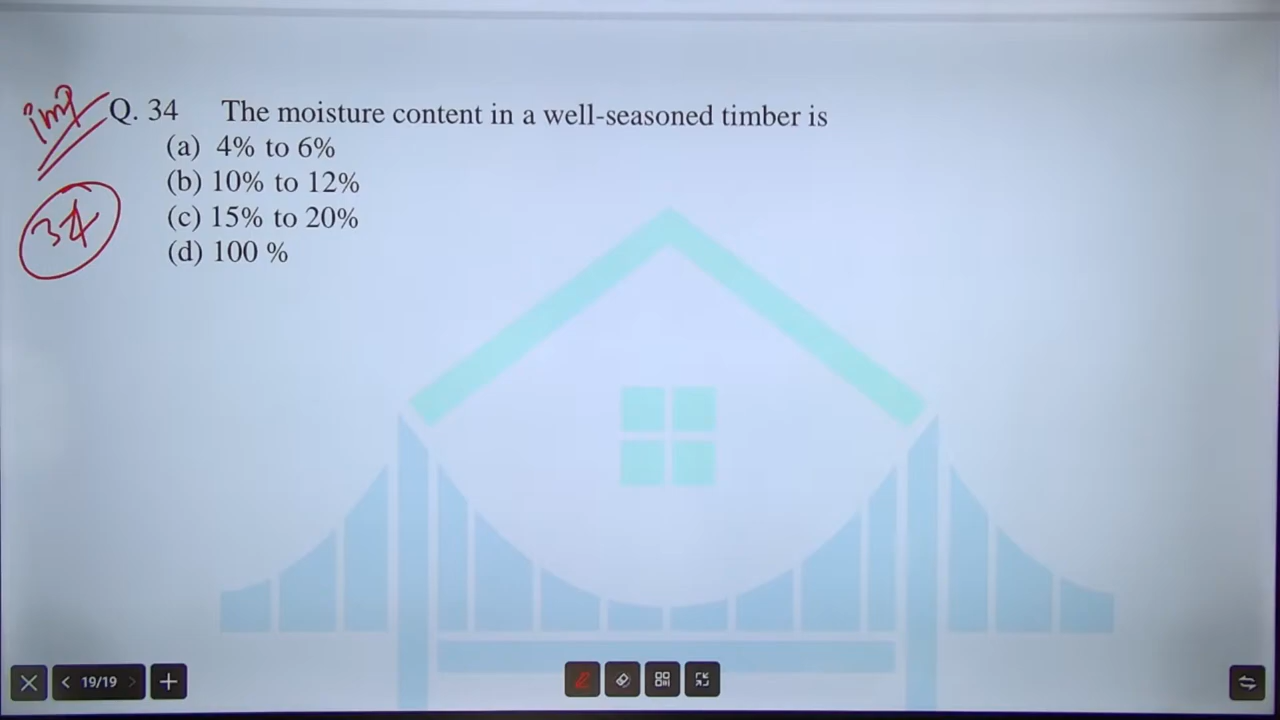 imp
Q. 34 The moisture content in a well-seasoned timber is
(a) 4% to 6%
(b) 10% to 12%
(c) 15% to 20%
(d) 100 %
34
19/19